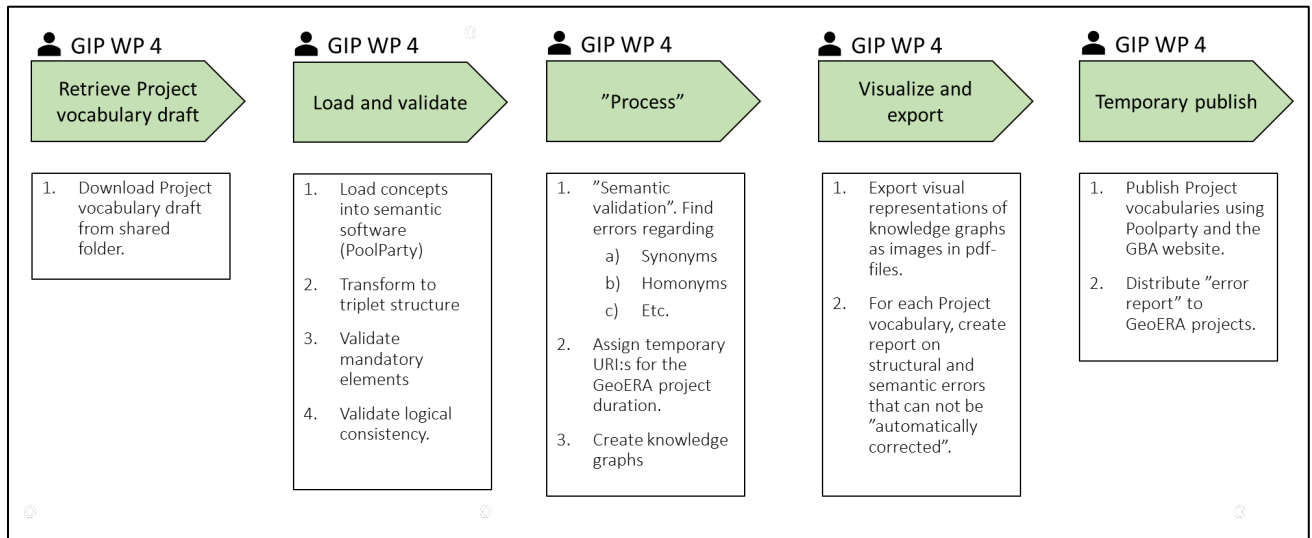 GIP WP 4
Retrieve Project
vocabulary draft
1. Download Project
vocabulary draft
from shared
folder.
GIP WP 4
Load and validate
1. Load concepts
into semantic
software
(PoolParty)
2. Transform to
triplet structure
3. Validate
mandatory
elements
4. Validate logical
consistency.
GIP WP 4
”Process”
1. ”Semantic
validation”. Find
errors regarding
a) Synonyms
b) Homonyms
c) Etc.
2. Assign temporary
URI:s for the
GeoERA project
duration.
3. Create knowledge
graphs
GIP WP 4
Visualize and
export
1. Export visual
representations of
knowledge graphs
as images in pdf-
files.
2. For each Project
vocabulary, create
report on
structural and
semantic errors
that can not be
”automatically
corrected”.
GIP WP 4
Temporary publish
1. Publish Project
vocabularies using
Poolparty and the
GBA website.
2. Distribute ”error
report” to
GeoERA projects.